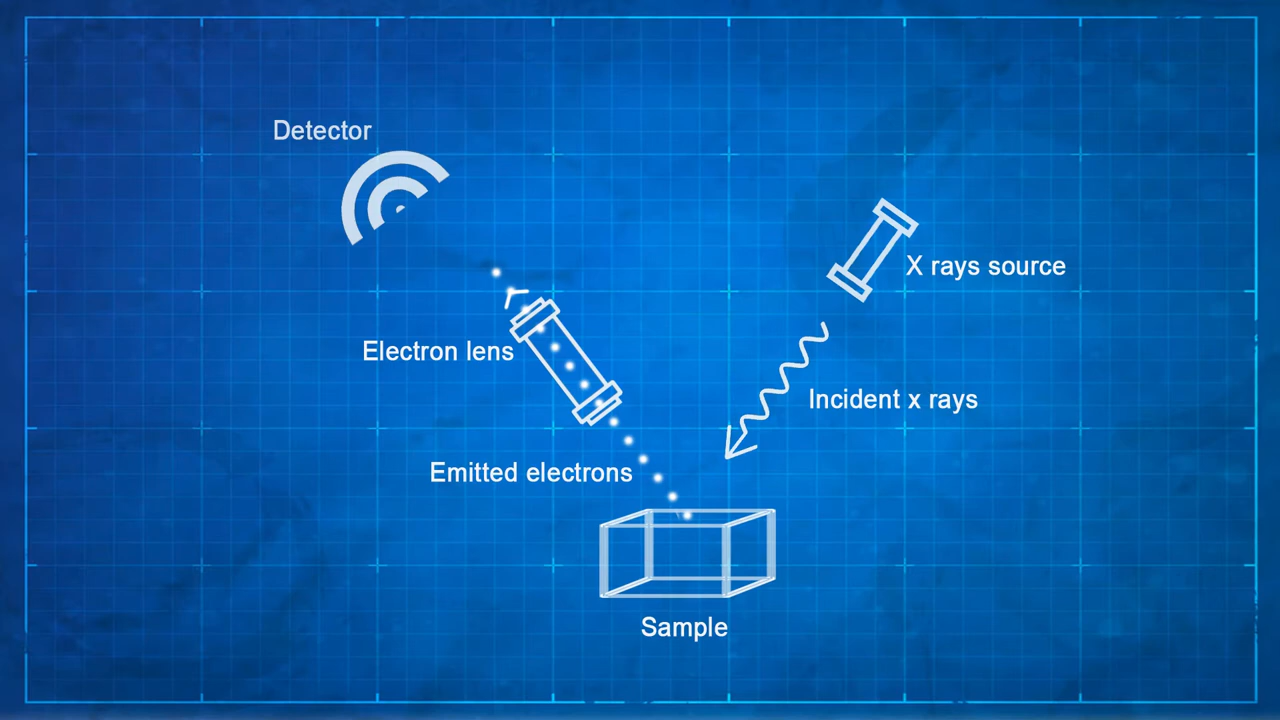 Detector
X rays source
Electron lens
Incident x rays
Emitted electrons
Sample